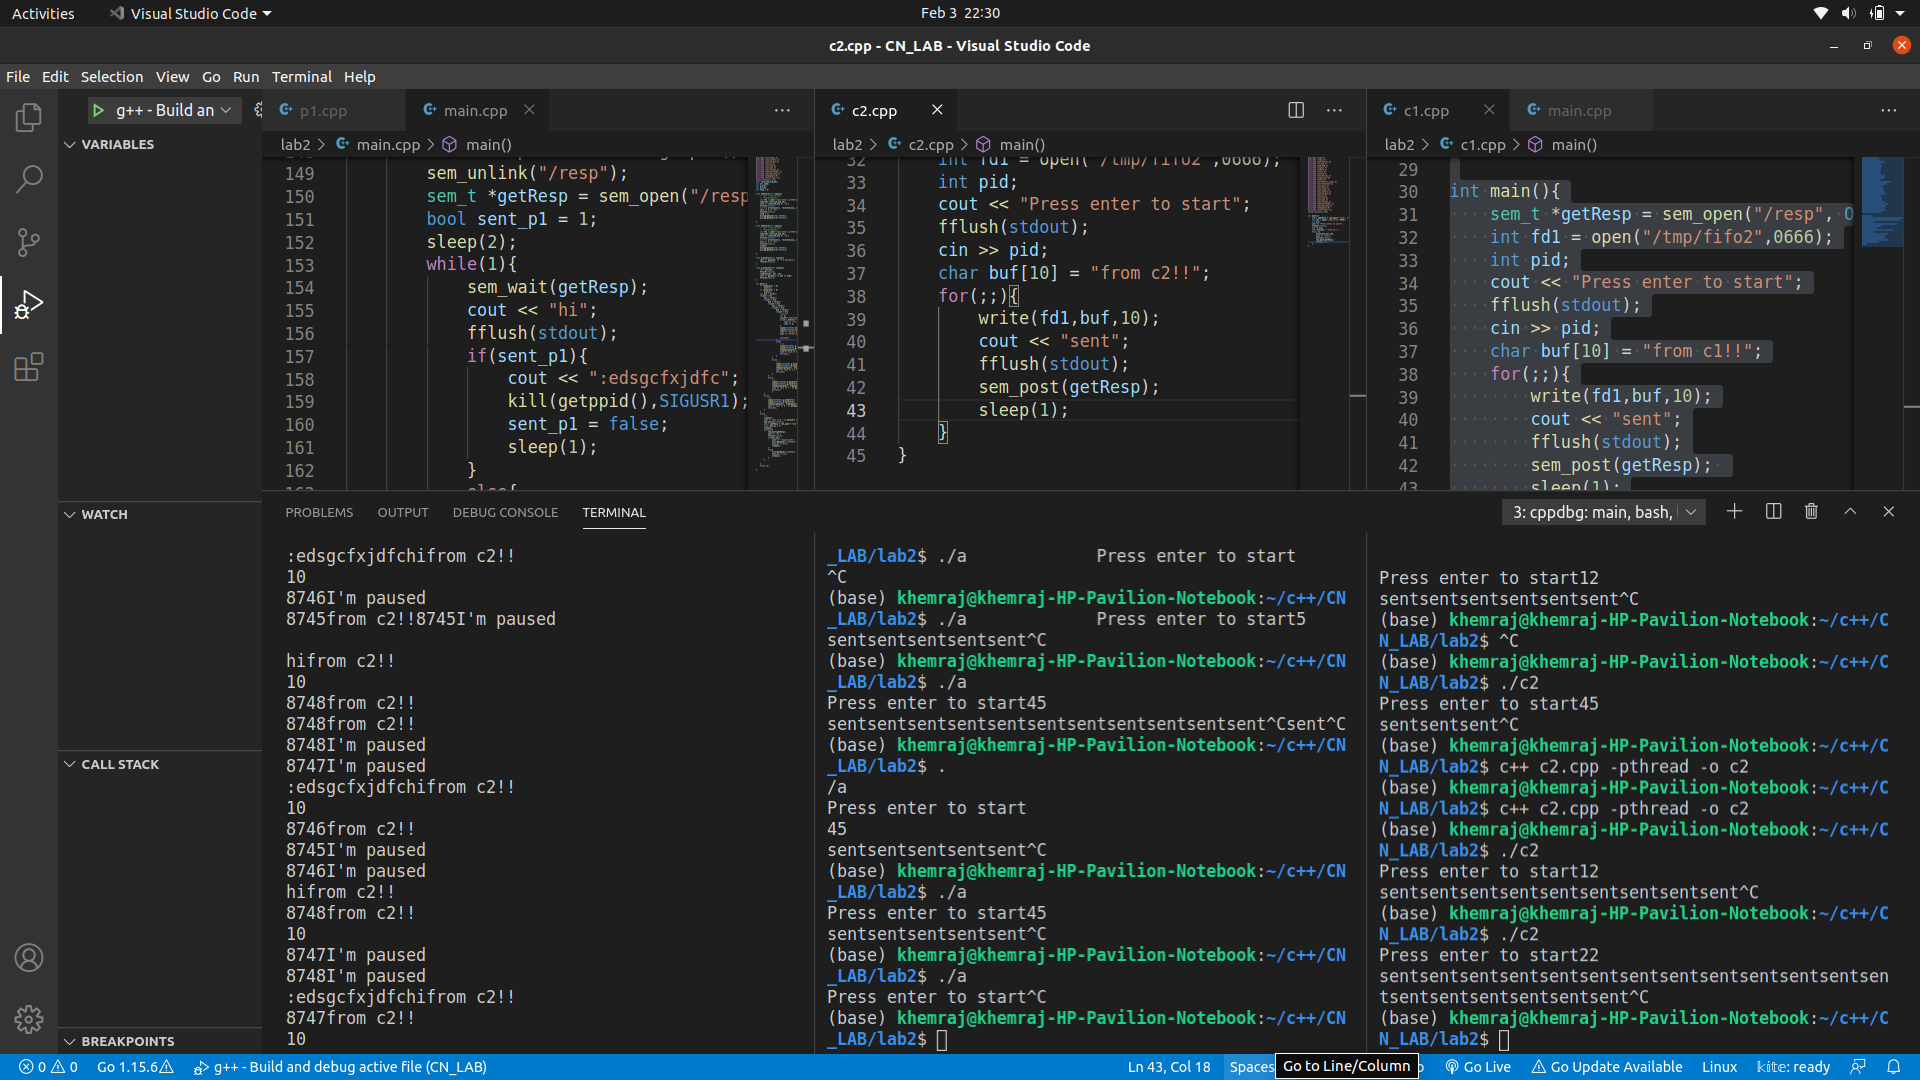 Activities
Visual Studio Code
Feb 3 22:30
c2.cpp - CN_LAB - Visual Studio Code
File Edit Selection View Go Run Terminal Help
g++ - Build an
VARIABLES
WATCH
CALL STACK
BREAKPOINTS
p1.cpp main.cpp
lab2 > main.cpp > main()
149 sem_unlink("/resp");
150 sem_t *getResp = sem_open("/resp
151 bool sent_p1 = 1;
152 sleep(2);
153 while(1){
154 sem_wait(getResp);
155 cout << "hi";
156 fflush(stdout);
157 if(sent_p1){
158 cout << ":edsgcfxjdfc";
159 kill(getppid(),SIGUSR1);
160 sent_p1 = false;
161 sleep(1);
162 }
else{
c2.cpp
lab2 > c2.cpp > main()
32 int fd1 = open("/tmp/fifo2",0666);
33 int pid;
34 cout << "Press enter to start";
35 fflush(stdout);
36 cin >> pid;
37 char buf[10] = "from c2!!";
38 for(;;){
39 write(fd1,buf,10);
40 cout << "sent";
41 fflush(stdout);
42 sem_post(getResp);
43 sleep(1);
44 }
45 }
c1.cpp main.cpp
lab2 > c1.cpp > main()
29
30 int main(){
31 sem_t *getResp = sem_open("/resp", O
32 int fd1 = open("/tmp/fifo2",0666);
33 int pid;
34 cout << "Press enter to start";
35 fflush(stdout);
36 cin >> pid;
37 char buf[10] = "from c1!!";
38 for(;;){
39 write(fd1,buf,10);
40 cout << "sent";
41 fflush(stdout);
42 sem_post(getResp);
43 sleep(1);
PROBLEMS OUTPUT DEBUG CONSOLE TERMINAL
3: cppdbg: main, bash,
:edsgcfxjdfchifrom c2!!
10
8746I'm paused
8745from c2!!8745I'm paused
hifrom c2!!
10
8748from c2!!
8748from c2!!
8748I'm paused
8747I'm paused
:edsgcfxjdfchifrom c2!!
10
8746from c2!!
8745I'm paused
8746I'm paused
hifrom c2!!
8748from c2!!
10
8747I'm paused
8748I'm paused
:edsgcfxjdfchifrom c2!!
8747from c2!!
10
_LAB/lab2$ ./a Press enter to start
^C
(base) khemraj@khemraj-HP-Pavilion-Notebook:~/c++/CN
_LAB/lab2$ ./a Press enter to start5
sentsentsentsentsent^C
(base) khemraj@khemraj-HP-Pavilion-Notebook:~/c++/CN
_LAB/lab2$ ./a
Press enter to start45
sentsentsentsentsentsentsentsentsentsentsent^Csent^C
(base) khemraj@khemraj-HP-Pavilion-Notebook:~/c++/CN
_LAB/lab2$ .
/a
Press enter to start
45
sentsentsentsentsent^C
(base) khemraj@khemraj-HP-Pavilion-Notebook:~/c++/CN
_LAB/lab2$ ./a
Press enter to start45
sentsentsentsentsent^C
(base) khemraj@khemraj-HP-Pavilion-Notebook:~/c++/CN
_LAB/lab2$ ./a
Press enter to start^C
(base) khemraj@khemraj-HP-Pavilion-Notebook:~/c++/CN
_LAB/lab2$
Press enter to start12
sentsentsentsentsentsent^C
(base) khemraj@khemraj-HP-Pavilion-Notebook:~/c++/C
N_LAB/lab2$ ^C
(base) khemraj@khemraj-HP-Pavilion-Notebook:~/c++/C
N_LAB/lab2$ ./c2
Press enter to start45
sentsentsent^C
(base) khemraj@khemraj-HP-Pavilion-Notebook:~/c++/C
N_LAB/lab2$ c++ c2.cpp -pthread -o c2
(base) khemraj@khemraj-HP-Pavilion-Notebook:~/c++/C
N_LAB/lab2$ c++ c2.cpp -pthread -o c2
(base) khemraj@khemraj-HP-Pavilion-Notebook:~/c++/C
N_LAB/lab2$ ./c2
Press enter to start12
sentsentsentsentsentsentsentsentsent^C
(base) khemraj@khemraj-HP-Pavilion-Notebook:~/c++/C
N_LAB/lab2$ ./c2
Press enter to start22
sentsentsentsentsentsentsentsentsentsentsentsentsen
tsentsentsentsentsentsent^C
(base) khemraj@khemraj-HP-Pavilion-Notebook:~/c++/C
N_LAB/lab2$
0 0 Go 1.15.6 g++ - Build and debug active file (CN_LAB) Ln 43, Col 18 Spaces Go to Line/Column Go Live Go Update Available Linux kite: ready